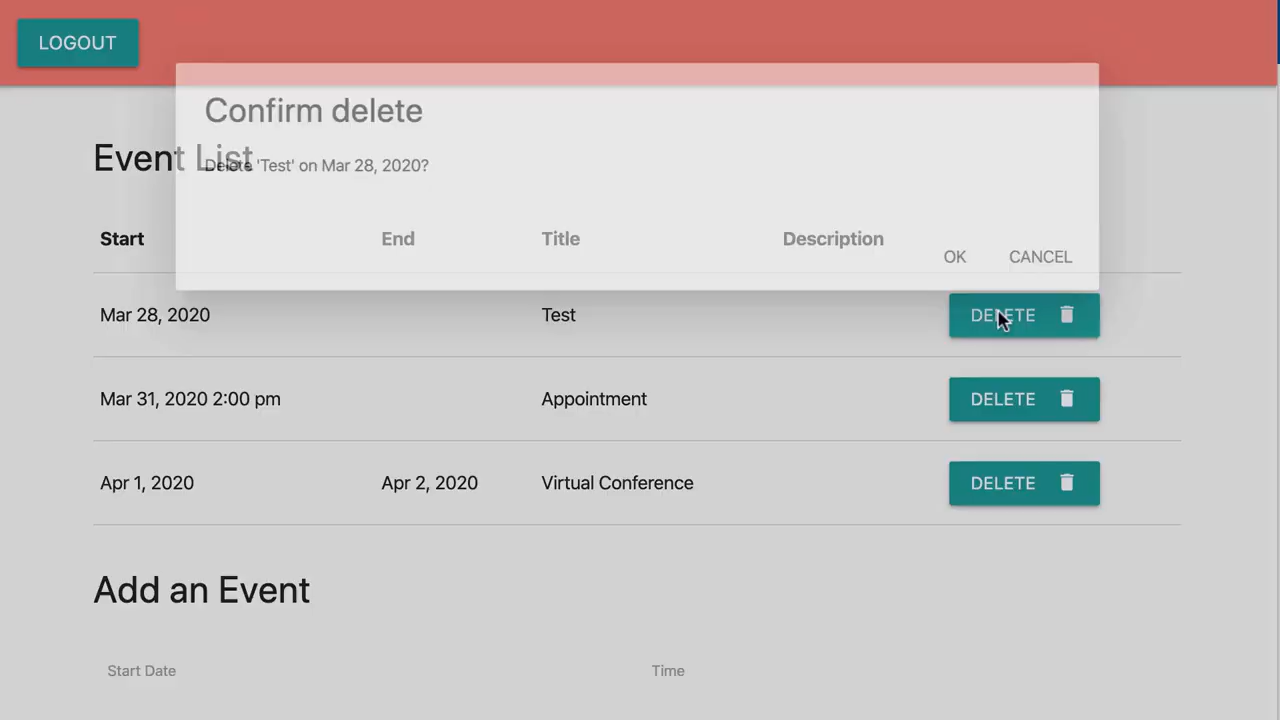 LOGOUT
Confirm delete
Event List
Delete 'Test' on Mar 28, 2020?
Start End Title Description
OK CANCEL
Mar 28, 2020 Test DELETE
Mar 31, 2020 2:00 pm Appointment DELETE
Apr 1, 2020 Apr 2, 2020 Virtual Conference DELETE
Add an Event
Start Date Time